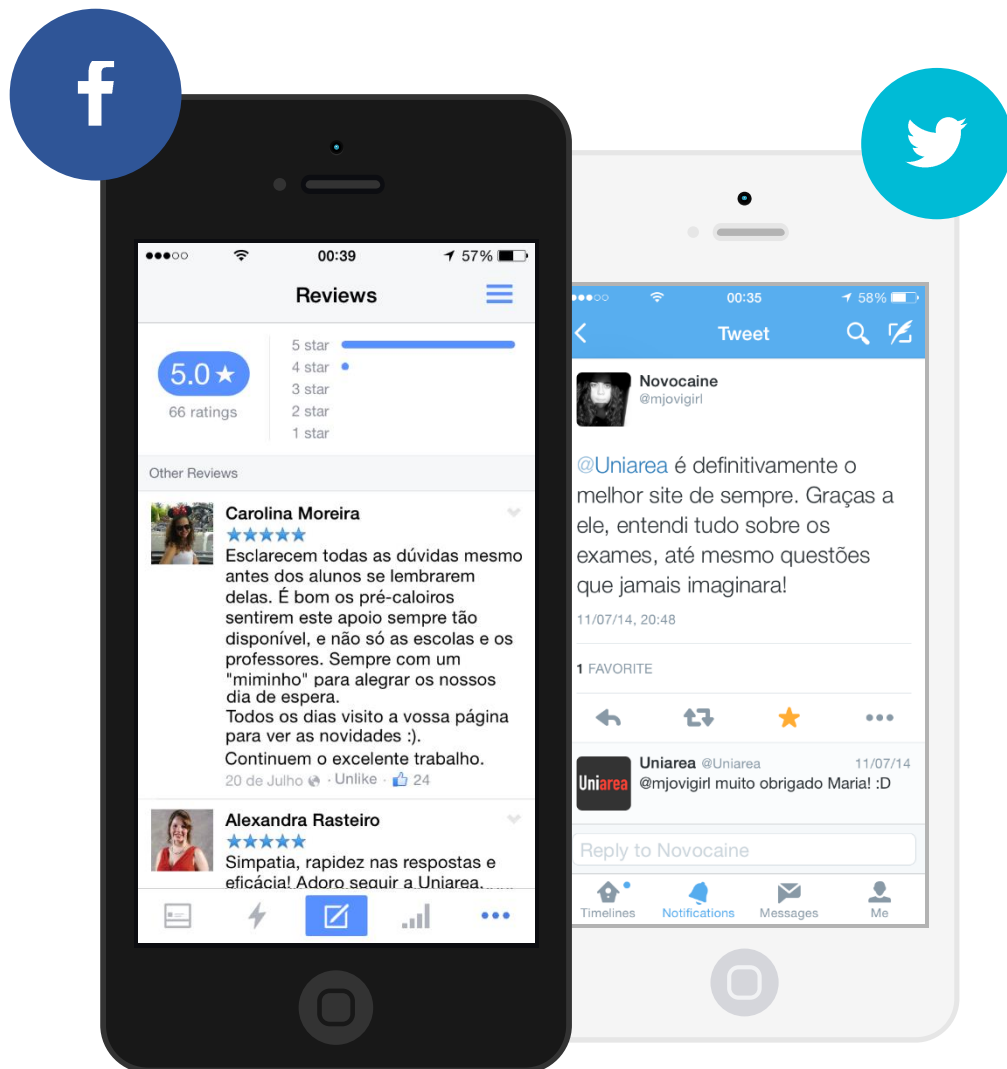 f
00:39
57%
Reviews
5.0
66 ratings
5 star
4 star
3 star
2 star
1 star
Other Reviews
Carolina Moreira
Esclarecem todas as dúvidas mesmo
antes dos alunos se lembrarem
delas. É bom os pré-caloiros
sentirem este apoio sempre tão
disponível, e não só as escolas e os
professores. Sempre com um
"miminho" para alegrar os nossos
dia de espera.
Todos os dias visito a vossa página
para ver as novidades :).
Continuem o excelente trabalho.
20 de Julho · Unlike · 24
Alexandra Rasteiro
Simpatia, rapidez nas respostas e
eficácia! Adoro seguir a Uniarea,
00:35
58%
Tweet
Novocaine
@mjovigirl
@Uniarea é definitivamente o
melhor site de sempre. Graças a
ele, entendi tudo sobre os
exames, até mesmo questões
que jamais imaginara!
11/07/14, 20:48
1 FAVORITE
Uniarea
Uniarea @Uniarea 11/07/14
@mjovigirl muito obrigado Maria! :D
Reply to Novocaine
Timelines
Notifications
Messages
Me